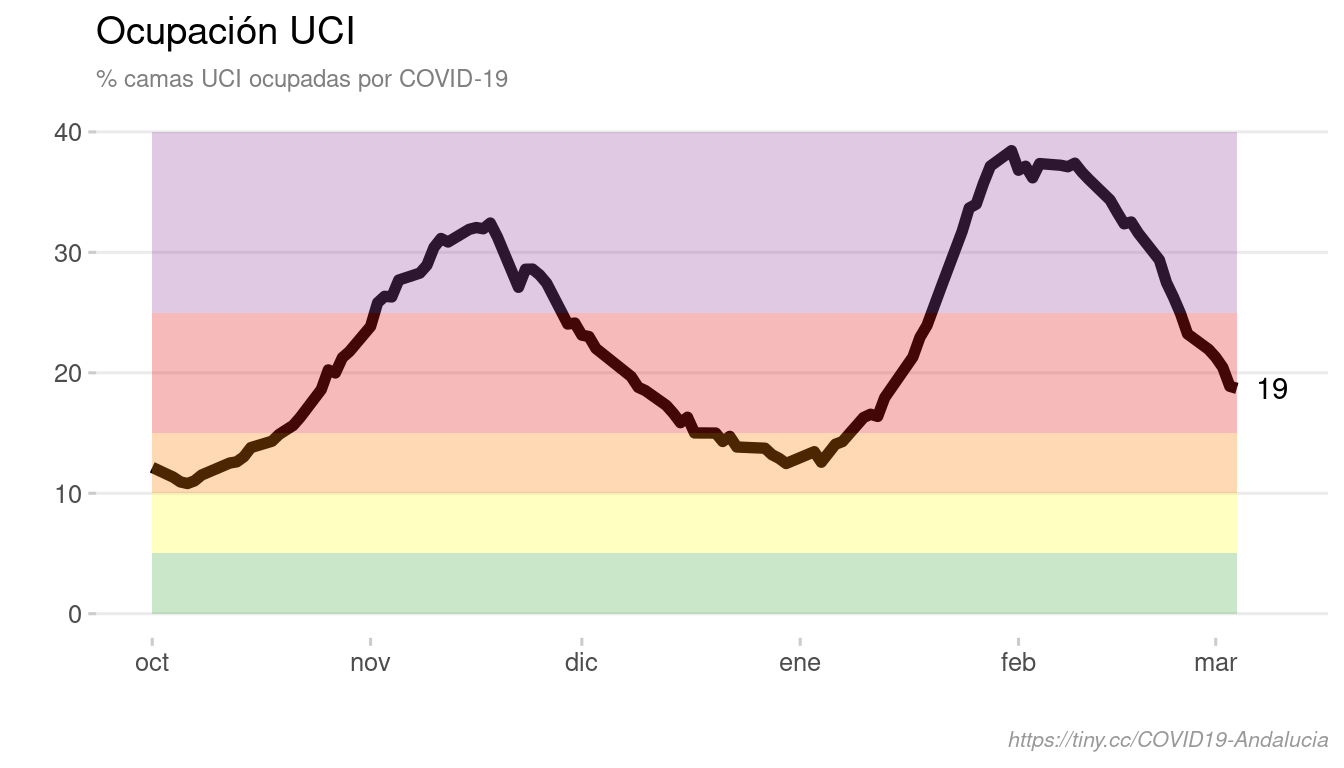 Ocupación UCI
% camas UCI ocupadas por COVID-19
40
30
20
10
0
19
oct nov dic ene feb mar
https://tiny.cc/COVID19-Andalucia